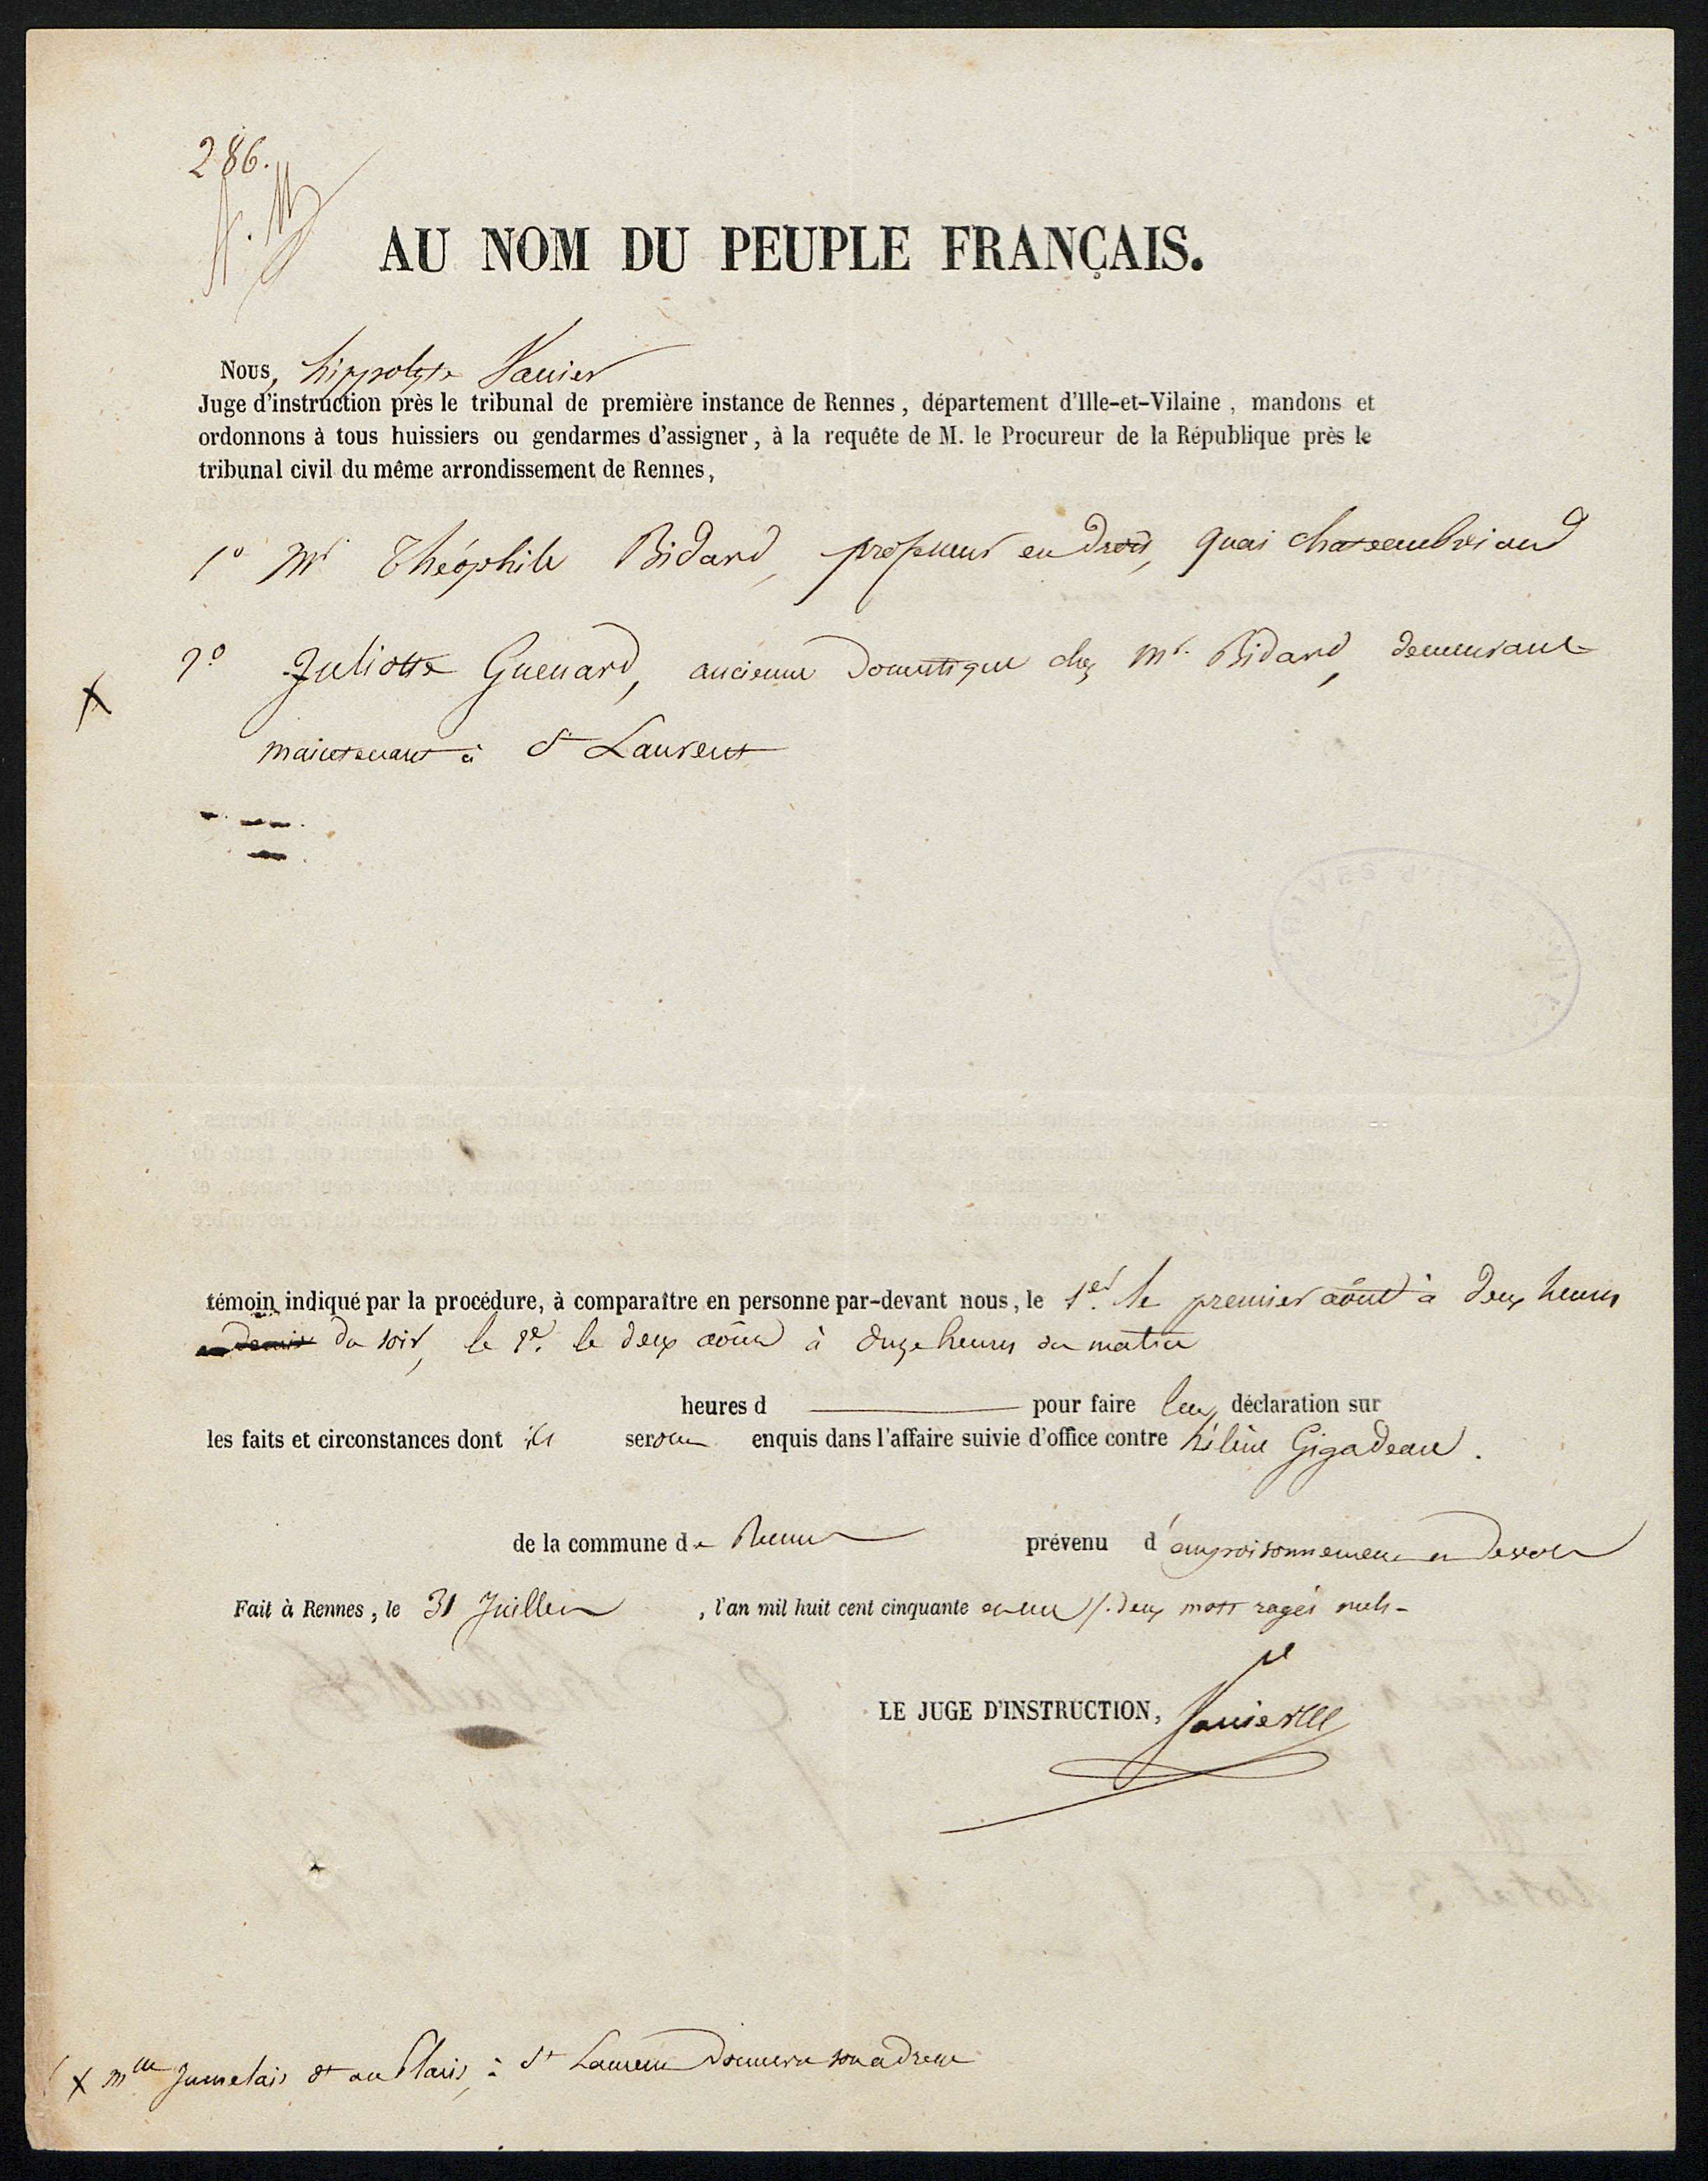 286.
AU NOM DU PEUPLE FRANÇAIS.
Nous, hippolyte Vanier
Juge d'instruction près le tribunal de première instance de Rennes, département d'Ille-et-Vilaine, mandons et
ordonnons à tous huissiers ou gendarmes d'assigner, à la requête de M. le Procureur de la République près le
tribunal civil du même arrondissement de Rennes,
1° Mr Théophile Bidard, professeur en droit, quai chateaubriand
2° Juliotte Guenard, ancienne Domestique chez Mr. Bidard, demeurant
X
maintenant à St Laurent
témoin indiqué par la procédure, à comparaître en personne par-devant nous, le 1er. le premier août à deux heures
et demie du soir, le 2e. le deux août à onze heures du matin
heures d pour faire leur déclaration sur
les faits et circonstances dont ils seront enquis dans l'affaire suivie d'office contre hélène Gigadeau.
de la commune de Rennes prévenu d'empoisonnement et de vol
Fait à Rennes, le 31 Juillet, l'an mil huit cent cinquante et un /. deux mots rayés nuls-
LE JUGE D'INSTRUCTION, Vanier
X Mlle Jumelais à St Laurent donnera son adresse